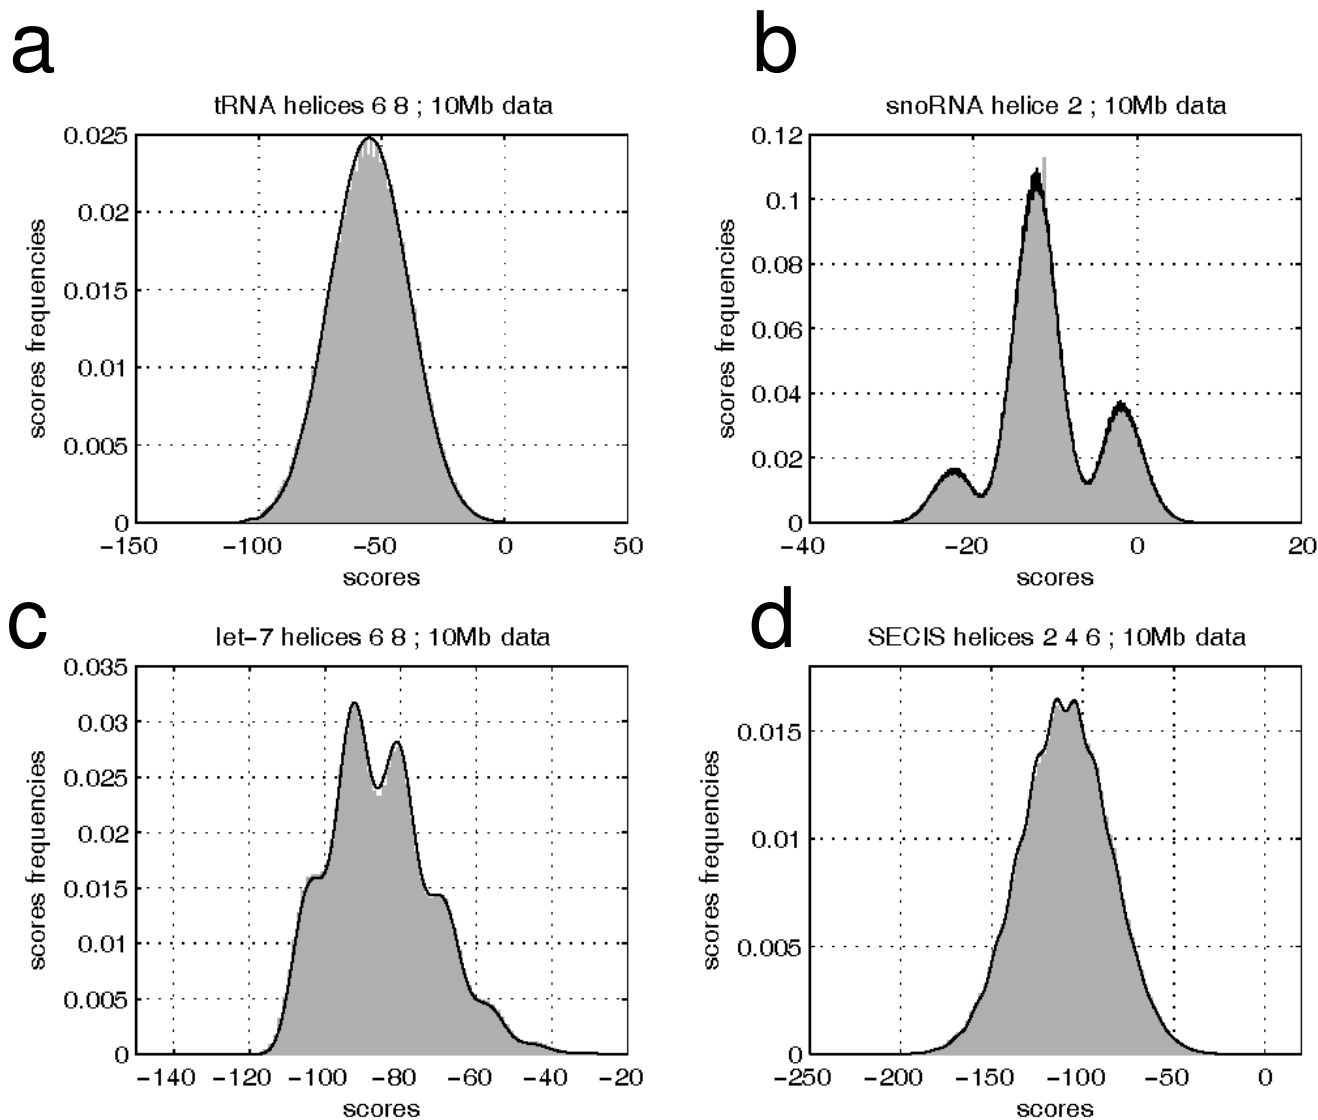 a
tRNA helices 6 8 ; 10Mb data
0.025
0.02
0.015
0.01
0.005
0
scores frequencies
−150 −100 −50 0 50
scores
b
snoRNA helice 2 ; 10Mb data
0.12
0.1
0.08
0.06
0.04
0.02
0
scores frequencies
−40 −20 0 20
scores
c
let−7 helices 6 8 ; 10Mb data
0.035
0.03
0.025
0.02
0.015
0.01
0.005
0
scores frequencies
−140 −120 −100 −80 −60 −40 −20
scores
d
SECIS helices 2 4 6 ; 10Mb data
0.015
0.01
0.005
0
scores frequencies
−250 −200 −150 −100 −50 0
scores